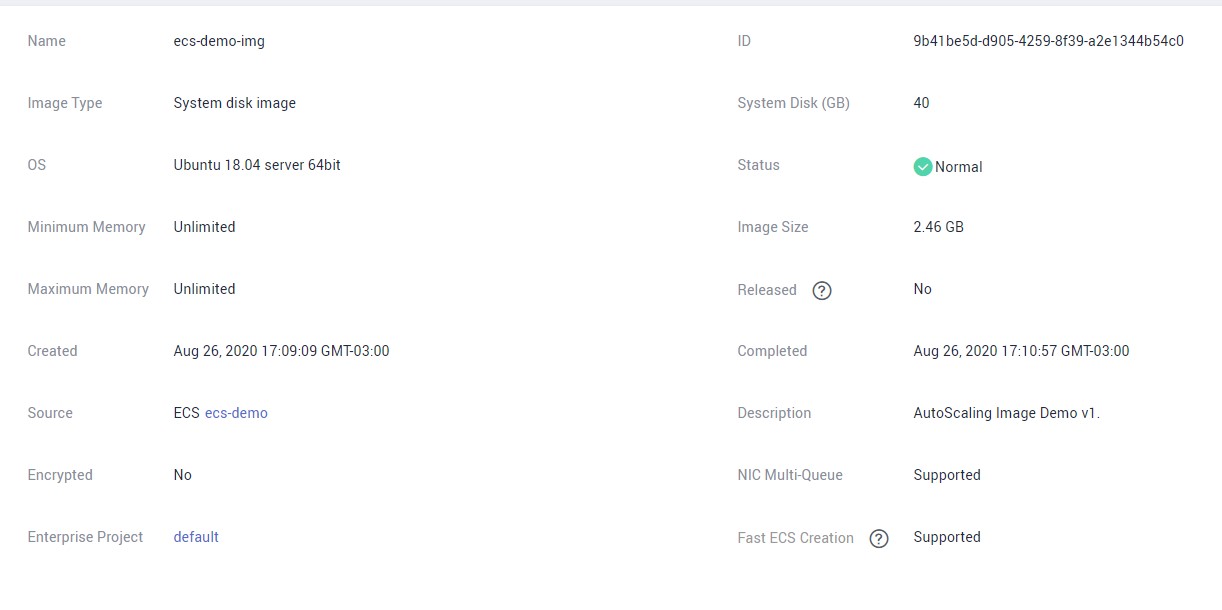 Name ecs-demo-img ID 9b41be5d-d905-4259-8f39-a2e1344b54c0
Image Type System disk image System Disk (GB) 40
OS Ubuntu 18.04 server 64bit Status Normal
Minimum Memory Unlimited Image Size 2.46 GB
Maximum Memory Unlimited Released ? No
Created Aug 26, 2020 17:09:09 GMT-03:00 Completed Aug 26, 2020 17:10:57 GMT-03:00
Source ECS ecs-demo Description AutoScaling Image Demo v1.
Encrypted No NIC Multi-Queue Supported
Enterprise Project default Fast ECS Creation ? Supported